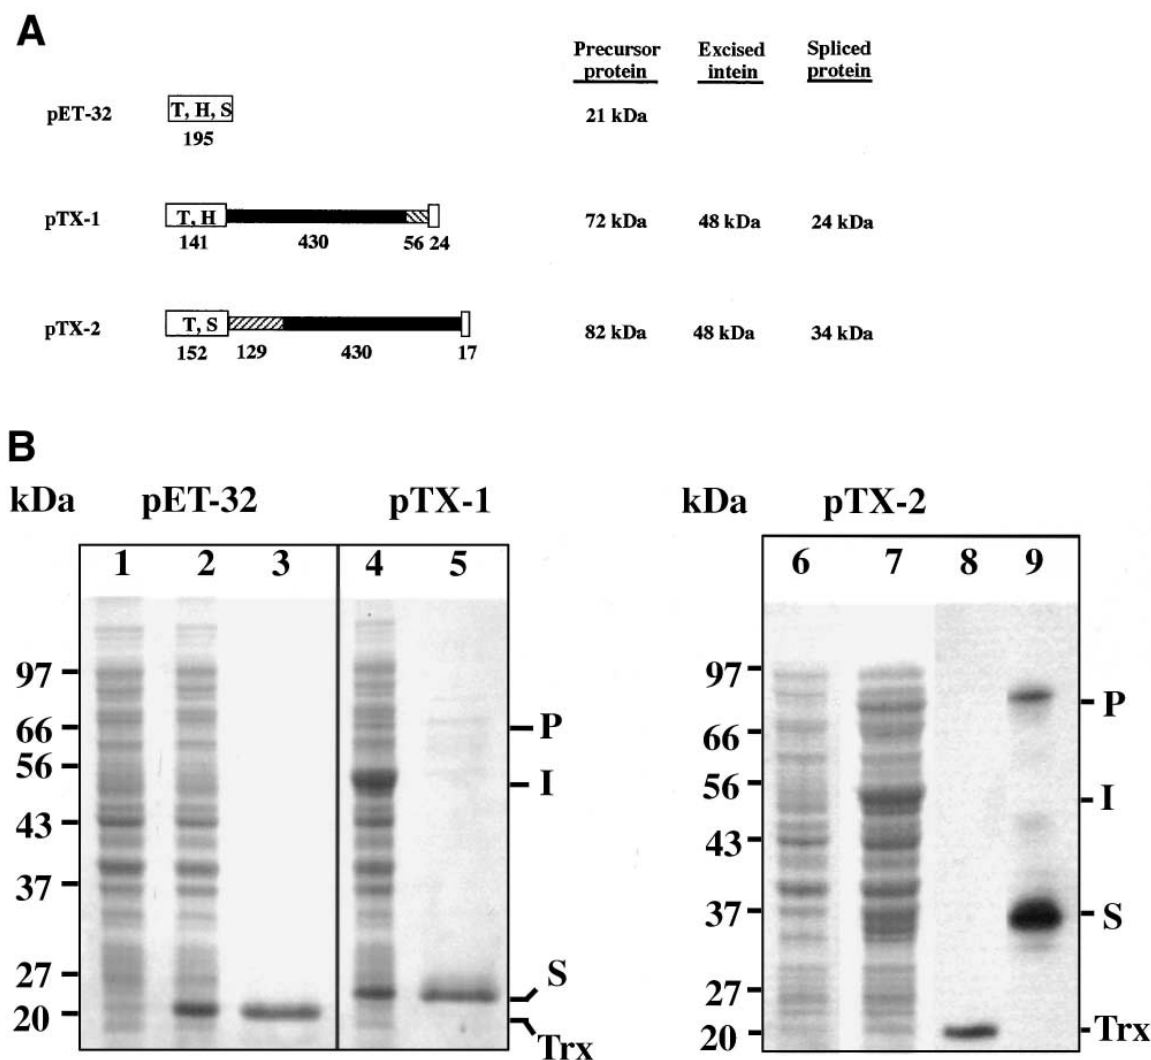 A
Precursor protein Excised intein Spliced protein
pET-32 T, H, S 21 kDa
195
pTX-1 T, H 72 kDa 48 kDa 24 kDa
141 430 56 24
pTX-2 T, S 82 kDa 48 kDa 34 kDa
152 129 430 17
B
kDa pET-32 pTX-1
1 2 3 4 5
97
66 P
56 I
43
37
27 S
20 Trx
kDa pTX-2
6 7 8 9
97 P
66
56 I
43
37 S
27
20 Trx